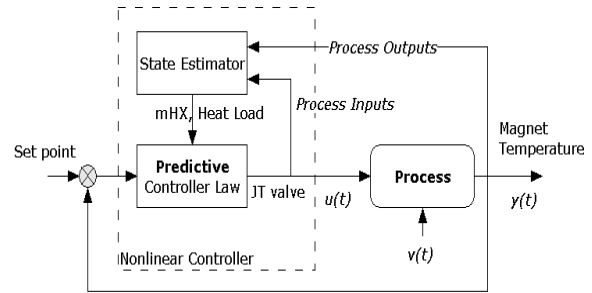 State Estimator
Process Outputs
Process Inputs
mHX, Heat Load
Magnet
Temperature
Set point
Predictive
Controller Law
JT valve
u(t)
Process
y(t)
v(t)
Nonlinear Controller